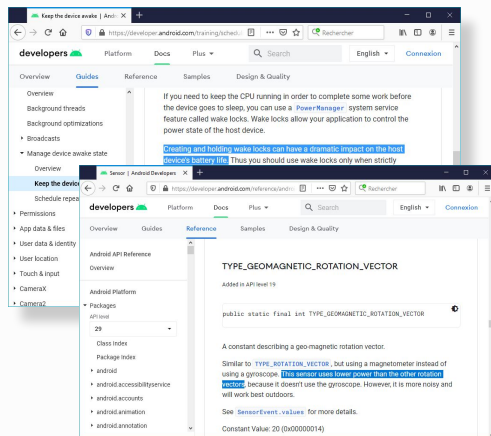 Keep the device awake | Andr
https://developer.android.com/training/schedul
Rechercher
developers
Platform
Docs
Plus
Search
English
Connexion
Overview
Guides
Reference
Samples
Design & Quality
Overview
Background threads
Background optimizations
Broadcasts
Manage device awake state
Overview
Keep the device
Schedule repea
Permissions
App data & files
User data & identity
User location
Touch & input
CameraX
Camera2
If you need to keep the CPU running in order to complete some work before
the device goes to sleep, you can use a PowerManager system service
feature called wake locks. Wake locks allow your application to control the
power state of the host device.
Creating and holding wake locks can have a dramatic impact on the host
device's battery life. Thus you should use wake locks only when strictly
Sensor | Android Developers
https://developer.android.com/reference/andro
Rechercher
developers
Platform
Docs
Plus
Search
English
Connexion
Overview
Guides
Reference
Samples
Design & Quality
Android API Reference
Overview
Android Platform
Packages
API level
29
Class Index
Package Index
android
android.accessibilityservice
android.accounts
android.animation
android.annotation
TYPE_GEOMAGNETIC_ROTATION_VECTOR
Added in API level 19
public static final int TYPE_GEOMAGNETIC_ROTATION_VECTOR
A constant describing a geo-magnetic rotation vector.
Similar to TYPE_ROTATION_VECTOR, but using a magnetometer instead of
using a gyroscope. This sensor uses lower power than the other rotation
vectors, because it doesn't use the gyroscope. However, it is more noisy and
will work best outdoors.
See SensorEvent.values for more details.
Constant Value: 20 (0x00000014)